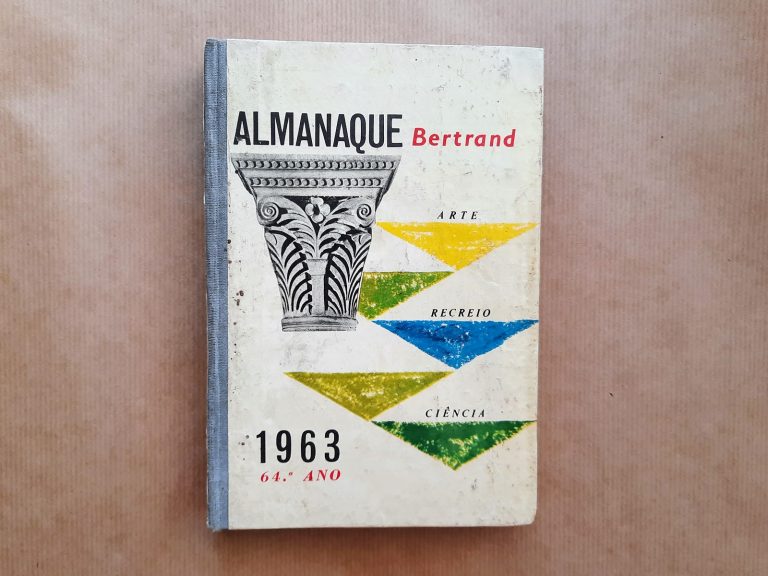 ALMANAQUE Bertrand
ARTE
RECREIO
CIÊNCIA
1963
64.º ANO